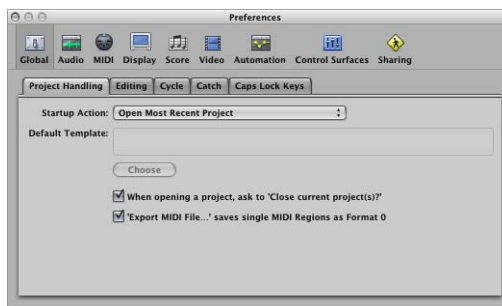 Preferences
Global Audio MIDI Display Score Video Automation Control Surfaces Sharing
Project Handling Editing Cycle Catch Caps Lock Keys
Startup Action: Open Most Recent Project
Default Template:
Choose
When opening a project, ask to 'Close current project(s)?'
'Export MIDI File...' saves single MIDI Regions as Format 0